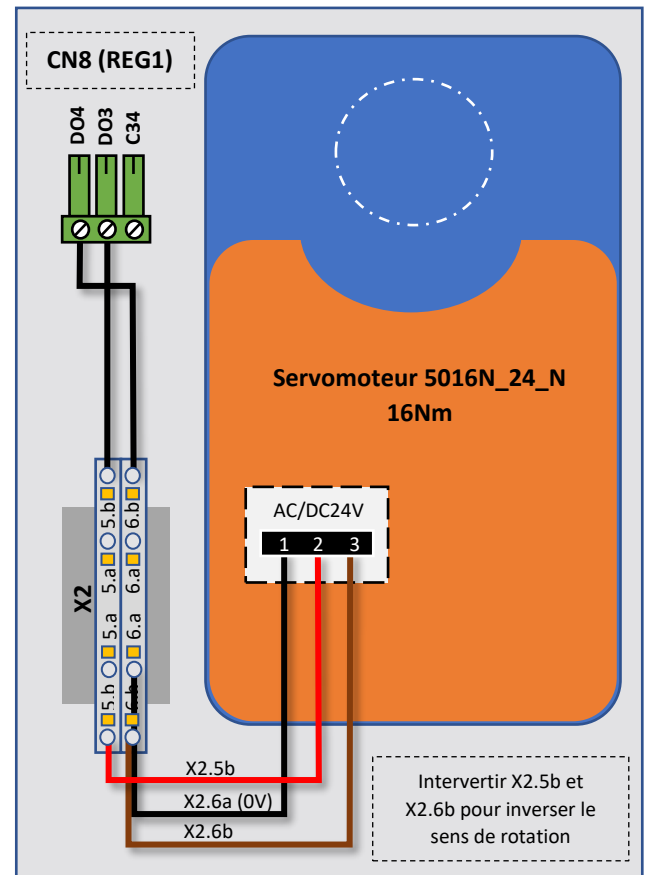 CN8 (REG1)
DO4
DO3
C34
Servomoteur 5016N_24_N
16Nm
AC/DC24V
1 2 3
X2
5.b 6.b
5.a 6.a
5.a 6.a
5.b 6.b
X2.5b
X2.6a (0V)
X2.6b
Intervertir X2.5b et
X2.6b pour inverser le
sens de rotation